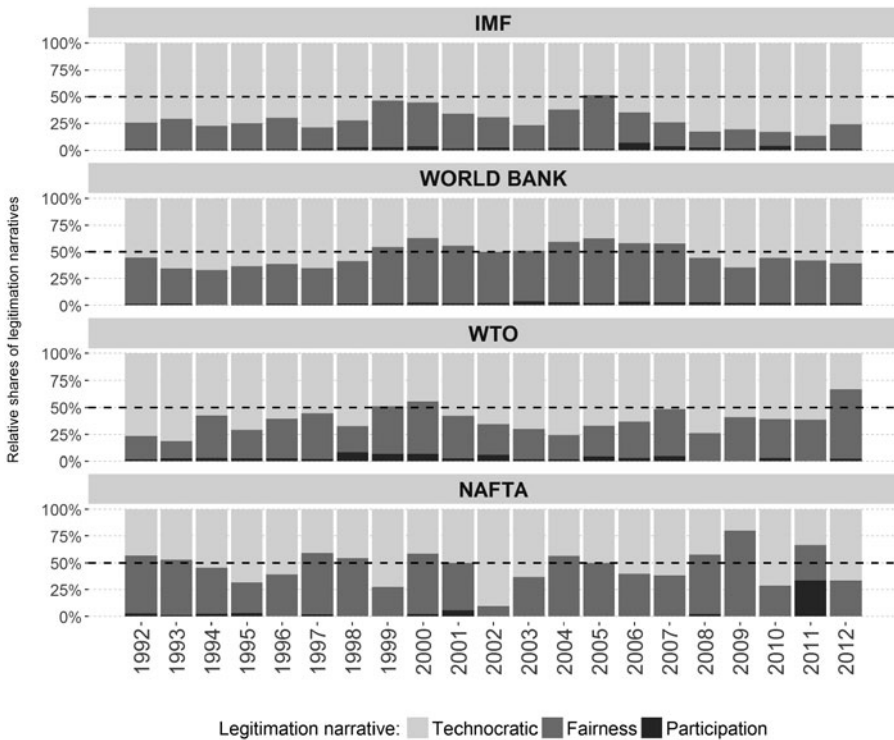 IMF
100%
75%
50%
25%
0%
WORLD BANK
100%
75%
50%
25%
0%
WTO
100%
75%
50%
25%
0%
NAFTA
100%
75%
50%
25%
0%
Relative shares of legitimation narratives
1992 1993 1994 1995 1996 1997 1998 1999 2000 2001 2002 2003 2004 2005 2006 2007 2008 2009 2010 2011 2012
Legitimation narrative: Technocratic Fairness Participation